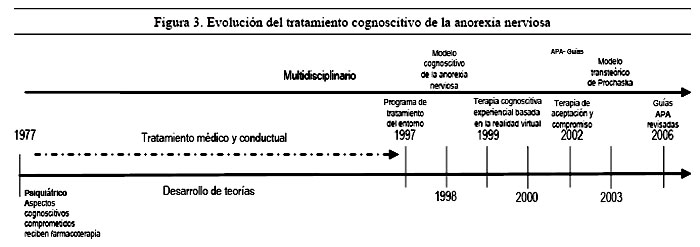 Figura 3. Evolución del tratamiento cognoscitivo de la anorexia nerviosa
Modelo
cognoscitivo
de la anorexia
nerviosa
APA- Guías
Modelo
transteórico
de Prochaska
Multidisciplinario
Programa de
tratamiento
del entorno
Terapia cognoscitiva
experiencial basada
en la realidad virtual
Terapia de
aceptación y
compromiso
Guías
APA
revisadas
1977
Tratamiento médico y conductual
1997
1999
2002
2006
Desarrollo de teorías
1998
2000
2003
Psiquiátrico
Aspectos
cognoscitivos
comprometidos
reciben farmacoterapia